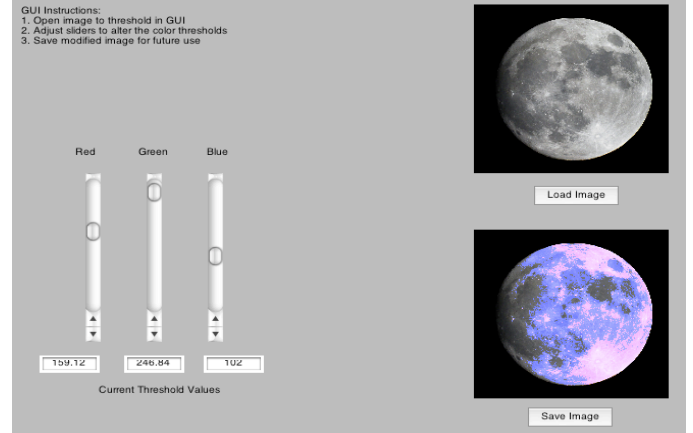 GUI Instructions:
1. Open image to threshold in GUI
2. Adjust sliders to alter the color thresholds
3. Save modified image for future use
Red Green Blue
Load Image
159.12 246.84 102
Current Threshold Values
Save Image